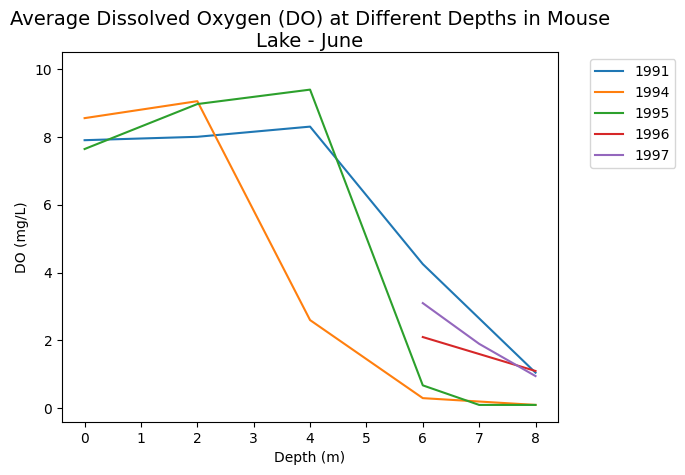 Average Dissolved Oxygen (DO) at Different Depths in Mouse
Lake - June
10
8
6
4
2
0
DO (mg/L)
0 1 2 3 4 5 6 7 8
Depth (m)
1991
1994
1995
1996
1997